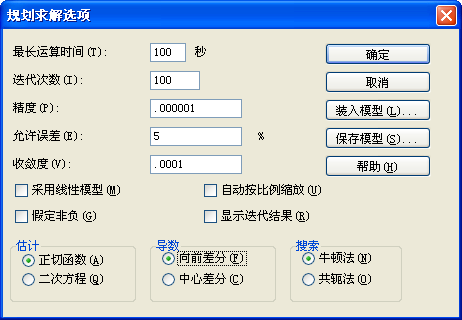 规划求解选项
最长运算时间(T): 100 秒 确定
迭代次数(I): 100 取消
精度(P): .000001 装入模型(L)...
允许误差(E): 5 % 保存模型(S)...
收敛度(V): .0001 帮助(H)
采用线性模型(M) 自动按比例缩放(U)
假定非负(G) 显示迭代结果(R)
估计 导数 搜索
正切函数(A) 向前差分(F) 牛顿法(N)
二次方程(Q) 中心差分(C) 共轭法(O)